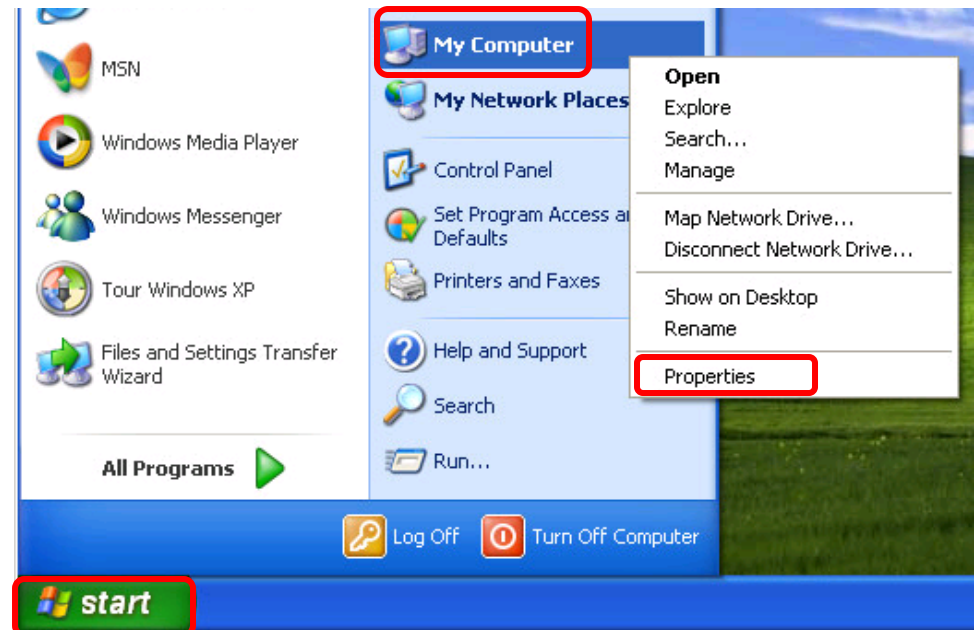 MSN
Windows Media Player
Windows Messenger
Tour Windows XP
Files and Settings Transfer
Wizard
All Programs
My Computer
My Network Places
Control Panel
Set Program Access
Defaults
Printers and Faxes
Help and Support
Search
Run...
Open
Explore
Search...
Manage
Map Network Drive...
Disconnect Network Drive...
Show on Desktop
Rename
Properties
Log Off
Turn Off Computer
start